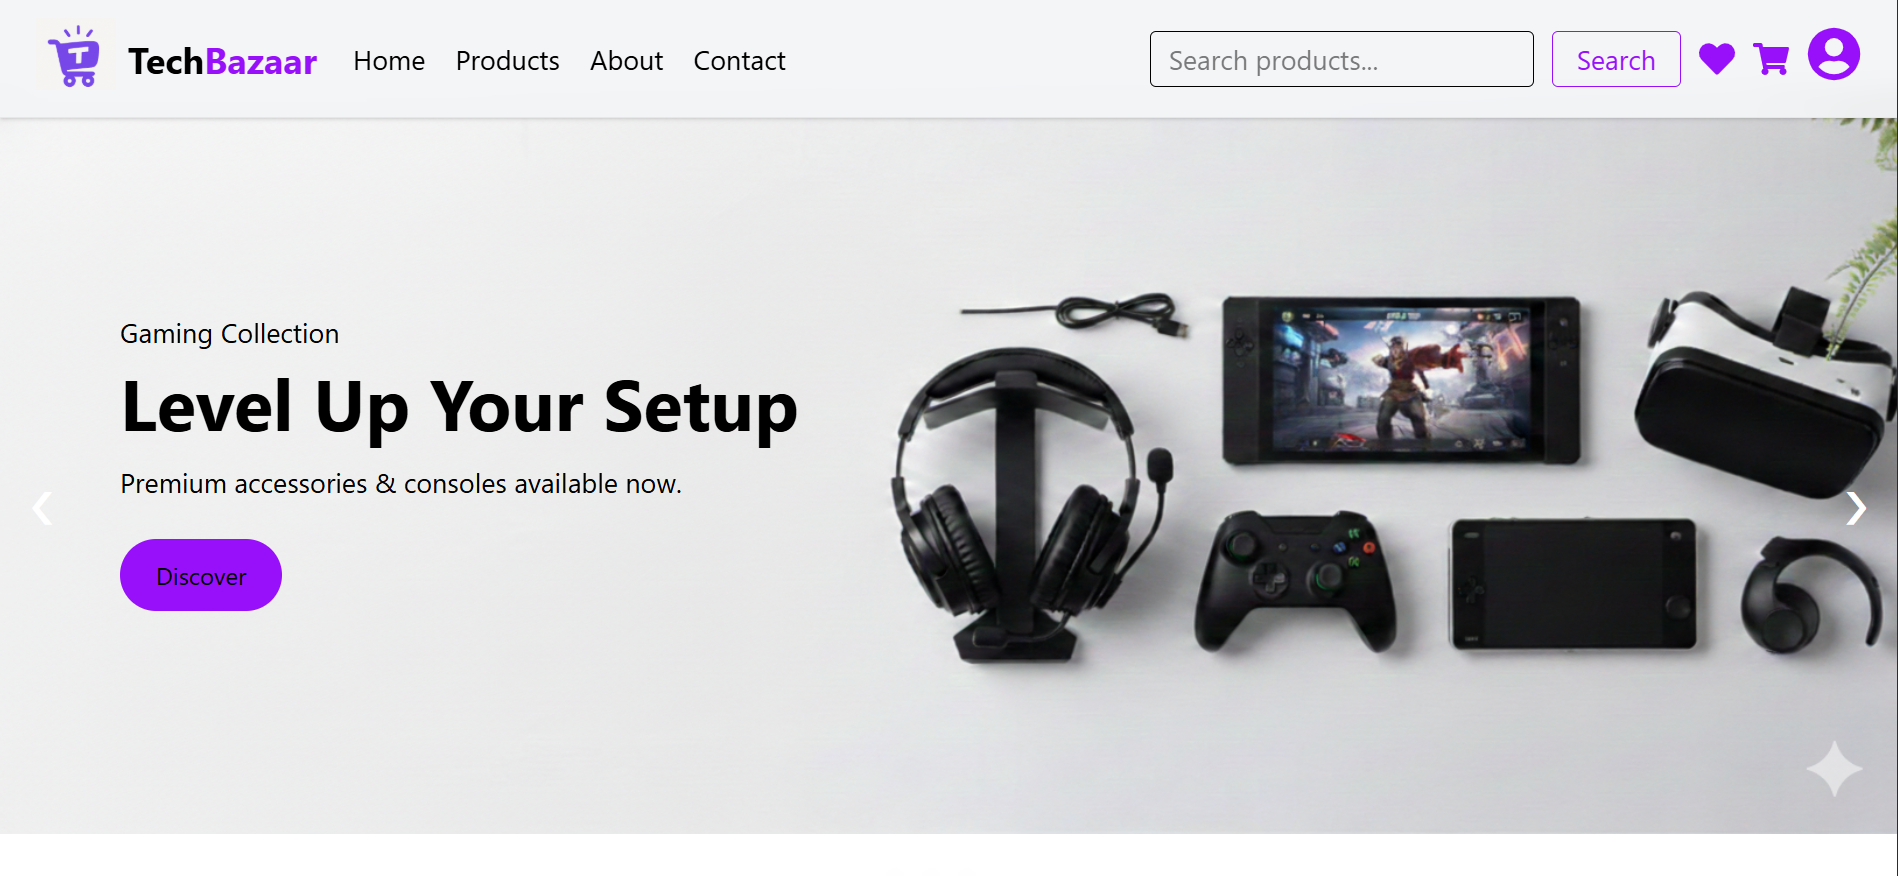 T
TechBazaar
Home
Products
About
Contact
Search products...
Search
Gaming Collection
Level Up Your Setup
Premium accessories & consoles available now.
Discover